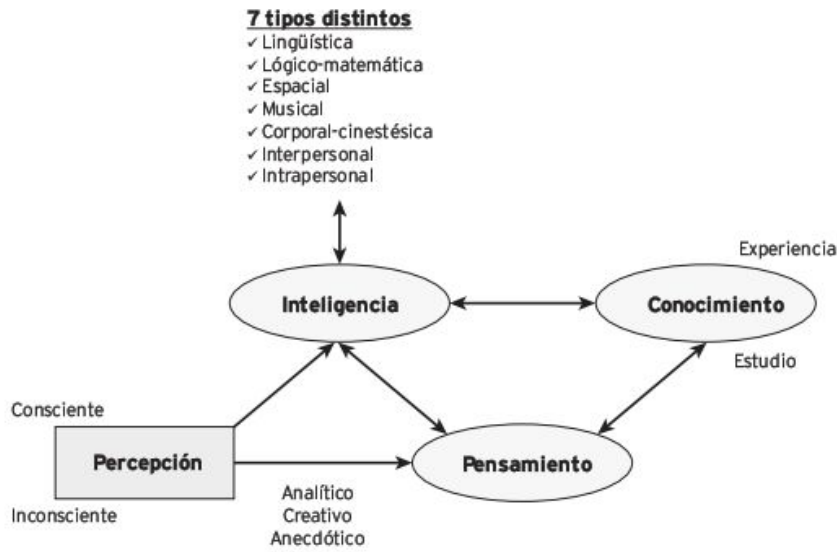 7 tipos distintos
✓ Lingüística
✓ Lógico-matemática
✓ Espacial
✓ Musical
✓ Corporal-cinestésica
✓ Interpersonal
✓ Intrapersonal
Experiencia
Inteligencia
Conocimiento
Estudio
Consciente
Percepción
Pensamiento
Inconsciente
Analítico
Creativo
Anecdótico